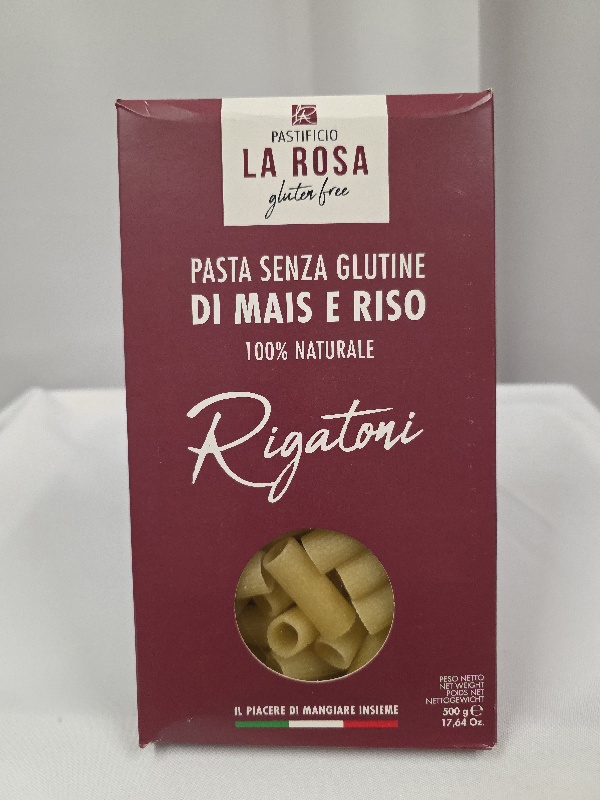 PASTIFICIO
LA ROSA
gluten free
PASTA SENZA GLUTINE
DI MAIS E RISO
100% NATURALE
Rigatoni
PESO NETTO
NET WEIGHT
POIDS NET
NETTOGEWICHT
500 g ℮
17,64 Oz.
IL PIACERE DI MANGIARE INSIEME